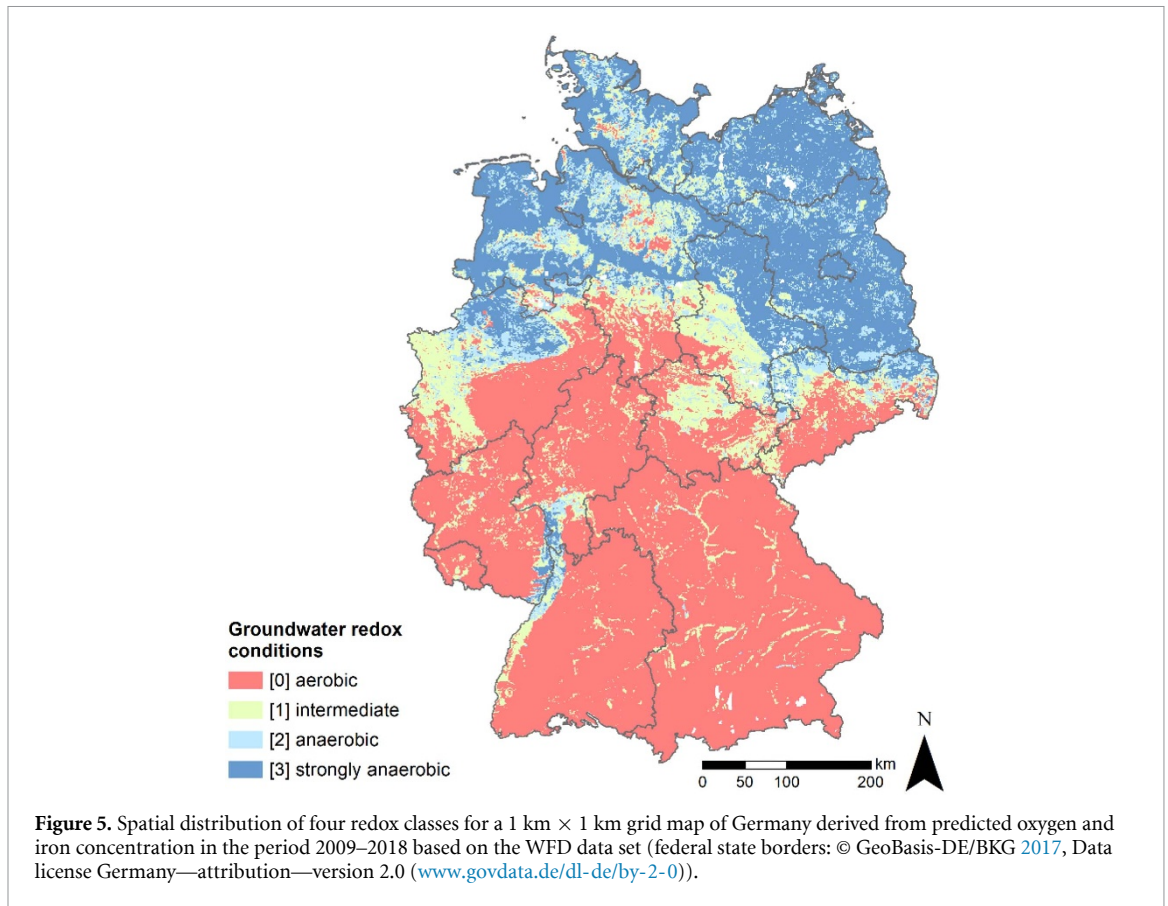 Groundwater redox
conditions
[0] aerobic
[1] intermediate
[2] anaerobic
[3] strongly anaerobic
N
km
0 50 100 200
Figure 5. Spatial distribution of four redox classes for a 1 km × 1 km grid map of Germany derived from predicted oxygen and
iron concentration in the period 2009–2018 based on the WFD data set (federal state borders: © GeoBasis-DE/BKG 2017, Data
license Germany—attribution—version 2.0 (www.govdata.de/dl-de/by-2-0)).